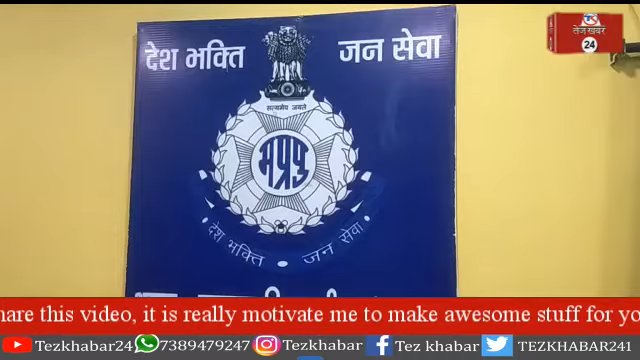 देश भक्ति जन सेवा
तेज खबर
24
सत्यमेव जयते
मप्रपु
देश भक्ति • जन सेवा
hare this video, it is really motivate me to make awesome stuff for yo
Tezkhabar24 7389479247 Tezkhabar Tez khabar TEZKHABAR241